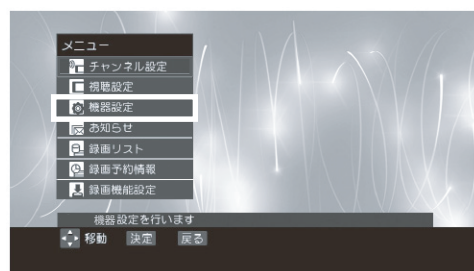 メニュー
チャンネル設定
視聴設定
機器設定
お知らせ
録画リスト
録画予約情報
録画機能設定
機器設定を行います
移動 決定 戻る